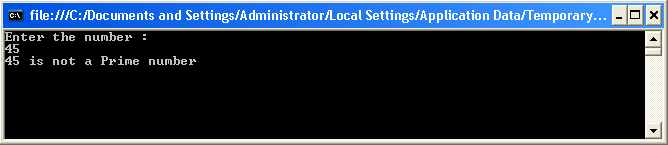 file:///C:/Documents and Settings/Administrator/Local Settings/Application Data/Temporary...
Enter the number :
45
45 is not a Prime number